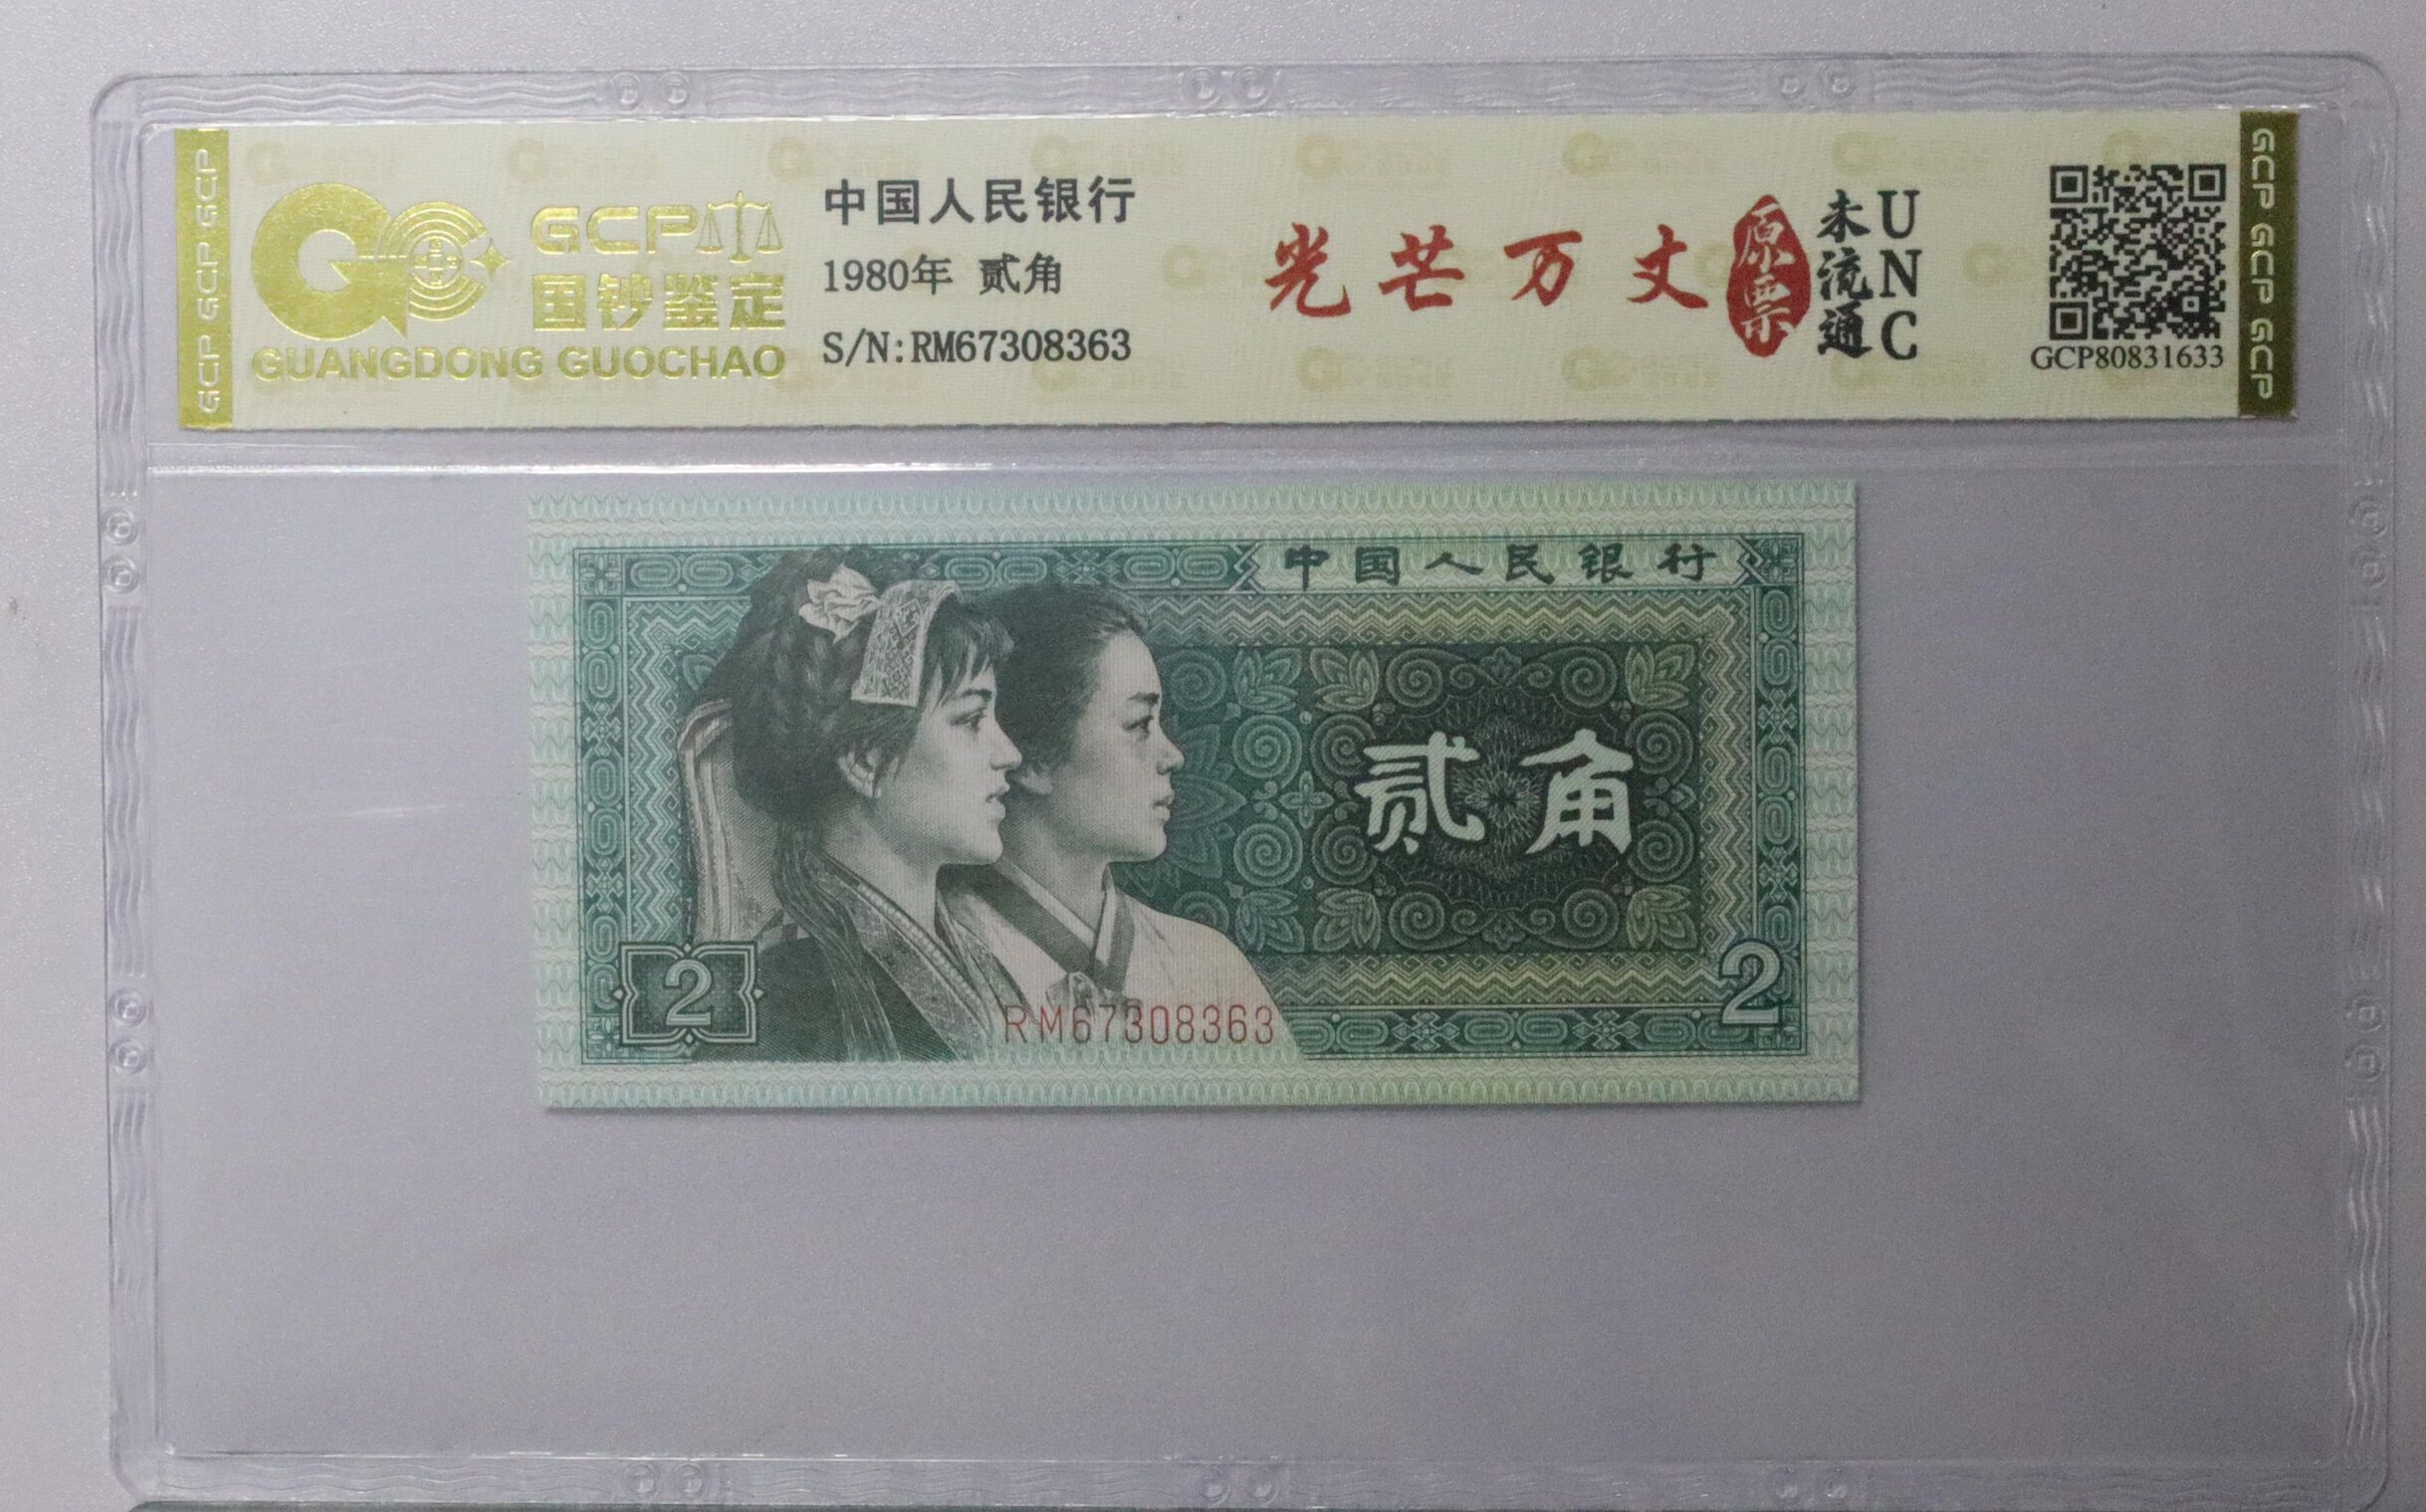 GCP GCP GCP
GCP
国钞鉴定
GUANGDONG GUOCHAO
中国人民银行
1980年 贰角
S/N:RM67308363
光芒万丈
原票
未流通
UNC
GCP80831633
GCP GCP GCP
中国人民银行
贰角
2
RM67308363
2